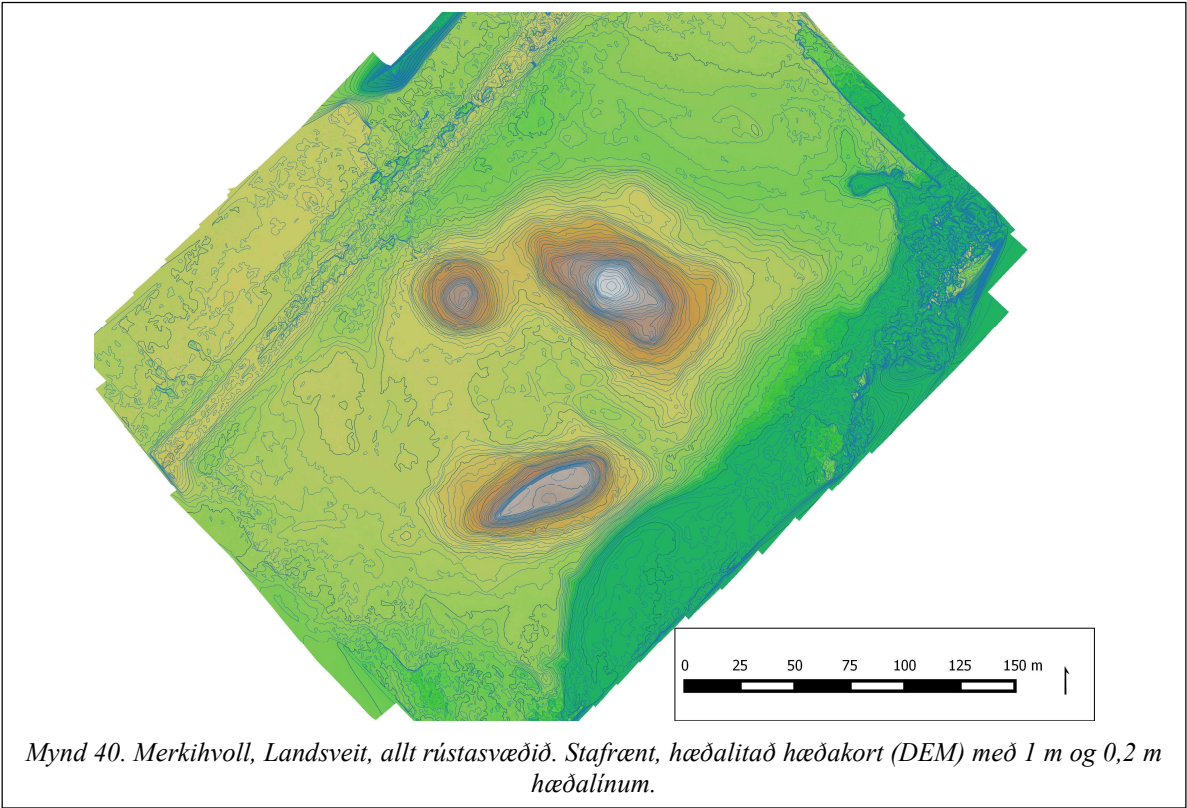 0 25 50 75 100 125 150 m
Mynd 40. Merkihvoll, Landsveit, allt rústasvæðið. Stafrænt, hæðalitað hæðakort (DEM) með 1 m og 0,2 m
hæðalínum.